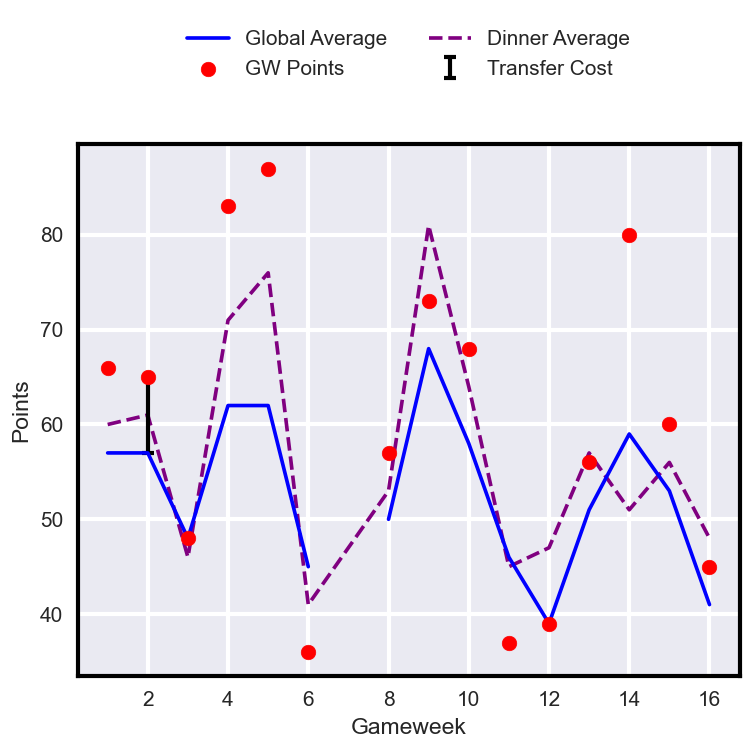 Global Average
Dinner Average
GW Points
Transfer Cost
80
70
60
50
40
Points
2 4 6 8 10 12 14 16
Gameweek